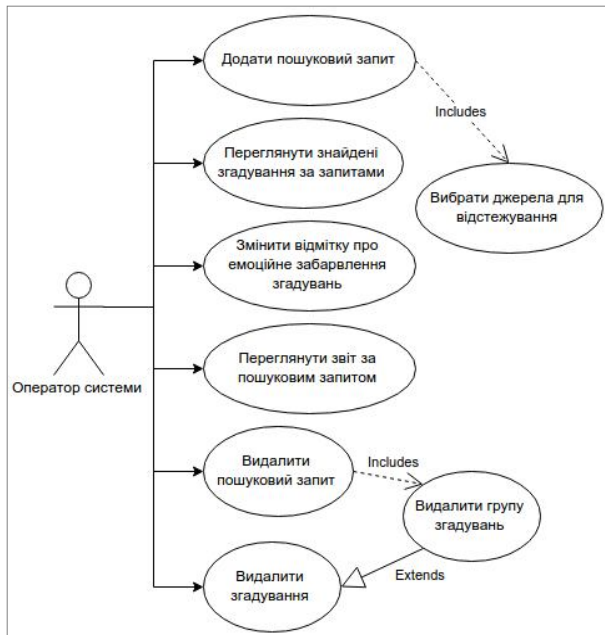 Додати пошуковий запит
Includes
Переглянути знайдені
згадування за запитами
Вибрати джерела для
відстежування
Змінити відмітку про
емоційне забарвлення
згадувань
Переглянути звіт за
пошуковим запитом
Оператор системи
Видалити
пошуковий запит
Includes
Видалити групу
згадувань
Extends
Видалити
згадування